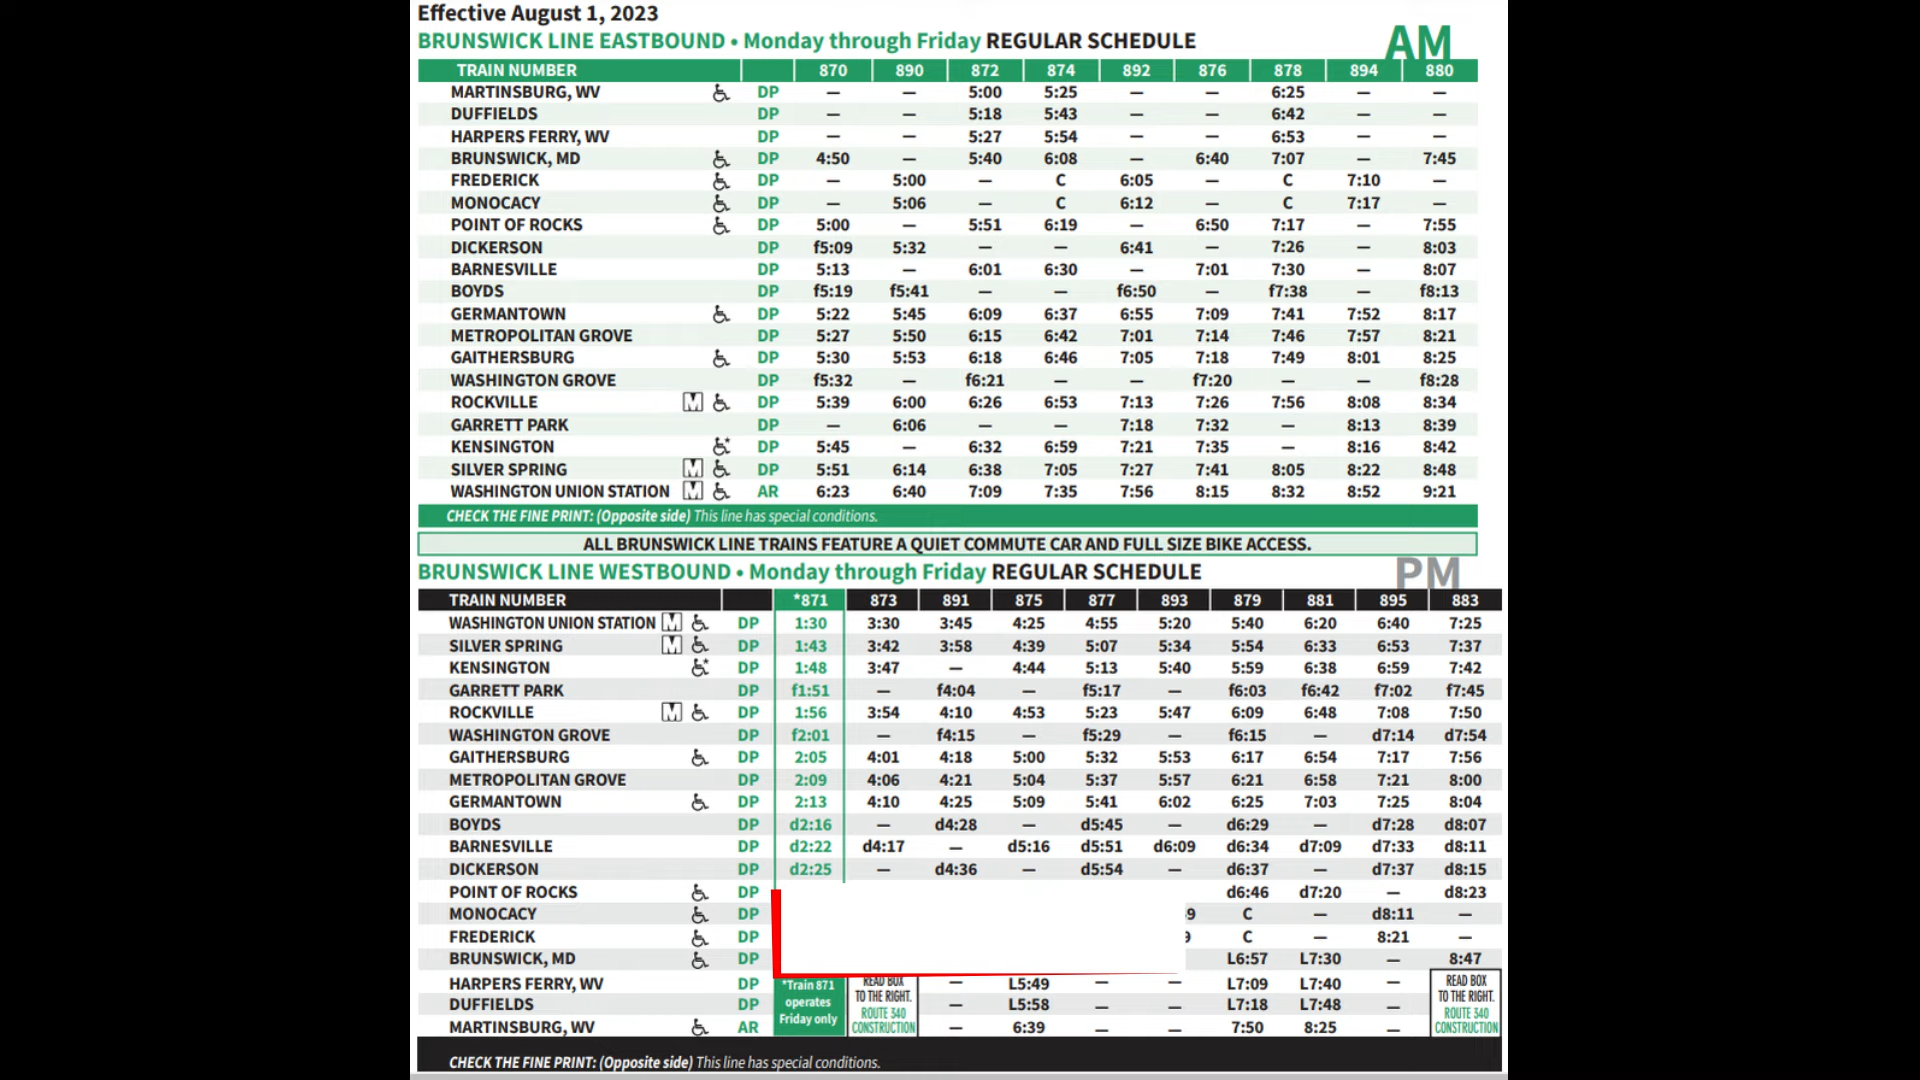 Effective August 1, 2023
BRUNSWICK LINE EASTBOUND • Monday through Friday REGULAR SCHEDULE AM
TRAIN NUMBER 870 890 872 874 892 876 878 894 880
MARTINSBURG, WV DP — — 5:00 5:25 — — 6:25 — —
DUFFIELDS DP — — 5:18 5:43 — — 6:42 — —
HARPERS FERRY, WV DP — — 5:27 5:54 — — 6:53 — —
BRUNSWICK, MD DP 4:50 — 5:40 6:08 — 6:40 7:07 — 7:45
FREDERICK DP — 5:00 — C 6:05 — C 7:10 —
MONOCACY DP — 5:06 — C 6:12 — C 7:17 —
POINT OF ROCKS DP 5:00 — 5:51 6:19 — 6:50 7:17 — 7:55
DICKERSON DP f5:09 5:32 — — 6:41 — 7:26 — 8:03
BARNESVILLE DP 5:13 — 6:01 6:30 — 7:01 7:30 — 8:07
BOYDS DP f5:19 f5:41 — — f6:50 — f7:38 — f8:13
GERMANTOWN DP 5:22 5:45 6:09 6:37 6:55 7:09 7:41 7:52 8:17
METROPOLITAN GROVE DP 5:27 5:50 6:15 6:42 7:01 7:14 7:46 7:57 8:21
GAITHERSBURG DP 5:30 5:53 6:18 6:46 7:05 7:18 7:49 8:01 8:25
WASHINGTON GROVE DP f5:32 — f6:21 — — f7:20 — — f8:28
ROCKVILLE M DP 5:39 6:00 6:26 6:53 7:13 7:26 7:56 8:08 8:34
GARRETT PARK DP — 6:06 — — 7:18 7:32 — 8:13 8:39
KENSINGTON * DP 5:45 — 6:32 6:59 7:21 7:35 — 8:16 8:42
SILVER SPRING M DP 5:51 6:14 6:38 7:05 7:27 7:41 8:05 8:22 8:48
WASHINGTON UNION STATION M AR 6:23 6:40 7:09 7:35 7:56 8:15 8:32 8:52 9:21
CHECK THE FINE PRINT: (Opposite side) This line has special conditions.
ALL BRUNSWICK LINE TRAINS FEATURE A QUIET COMMUTE CAR AND FULL SIZE BIKE ACCESS.
BRUNSWICK LINE WESTBOUND • Monday through Friday REGULAR SCHEDULE PM
TRAIN NUMBER *871 873 891 875 877 893 879 881 895 883
WASHINGTON UNION STATION M DP 1:30 3:30 3:45 4:25 4:55 5:20 5:40 6:20 6:40 7:25
SILVER SPRING M DP 1:43 3:42 3:58 4:39 5:07 5:34 5:54 6:33 6:53 7:37
KENSINGTON * DP 1:48 3:47 — 4:44 5:13 5:40 5:59 6:38 6:59 7:42
GARRETT PARK DP f1:51 — f4:04 — f5:17 — f6:03 f6:42 f7:02 f7:45
ROCKVILLE M DP 1:56 3:54 4:10 4:53 5:23 5:47 6:09 6:48 7:08 7:50
WASHINGTON GROVE DP f2:01 — f4:15 — f5:29 — f6:15 — d7:14 d7:54
GAITHERSBURG DP 2:05 4:01 4:18 5:00 5:32 5:53 6:17 6:54 7:17 7:56
METROPOLITAN GROVE DP 2:09 4:06 4:21 5:04 5:37 5:57 6:21 6:58 7:21 8:00
GERMANTOWN DP 2:13 4:10 4:25 5:09 5:41 6:02 6:25 7:03 7:25 8:04
BOYDS DP d2:16 — d4:28 — d5:45 — d6:29 — d7:28 d8:07
BARNESVILLE DP d2:22 d4:17 — d5:16 d5:51 d6:09 d6:34 d7:09 d7:33 d8:11
DICKERSON DP d2:25 — d4:36 — d5:54 — d6:37 — d7:37 d8:15
POINT OF ROCKS DP d6:46 d7:20 — d8:23
MONOCACY DP 9 C — d8:11 —
FREDERICK DP 9 C — 8:21 —
BRUNSWICK, MD DP L6:57 L7:30 — 8:47
HARPERS FERRY, WV DP — L5:49 — — L7:09 L7:40 —
DUFFIELDS DP — L5:58 — — L7:18 L7:48 —
MARTINSBURG, WV AR — 6:39 — — 7:50 8:25 —
*Train 871
operates
Friday only
READ BOX
TO THE RIGHT.
ROUTE 340
CONSTRUCTION
READ BOX
TO THE RIGHT.
ROUTE 340
CONSTRUCTION
CHECK THE FINE PRINT: (Opposite side) This line has special conditions.